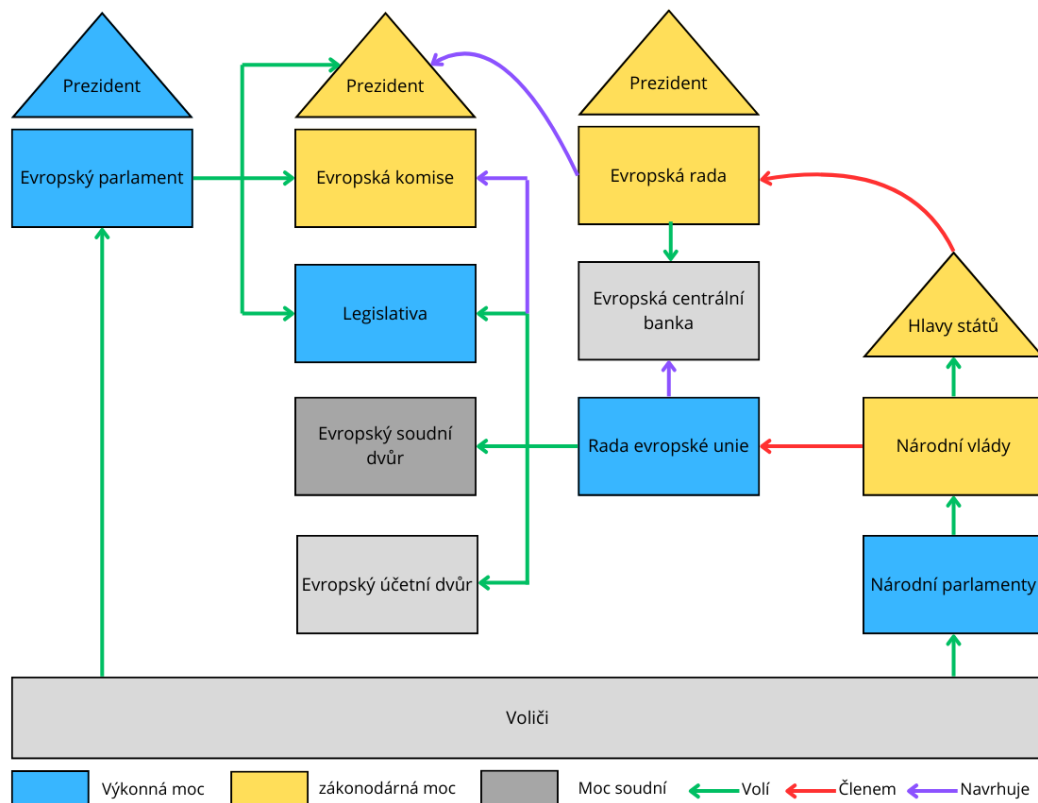 Prezident
Prezident
Prezident
Evropský parlament
Evropská komise
Evropská rada
Legislativa
Evropská centrální
banka
Hlavy států
Evropský soudní
dvůr
Rada evropské unie
Národní vlády
Evropský účetní dvůr
Národní parlamenty
Voliči
Výkonná moc
zákonodárná moc
Moc soudní
Volí
Členem
Navrhuje